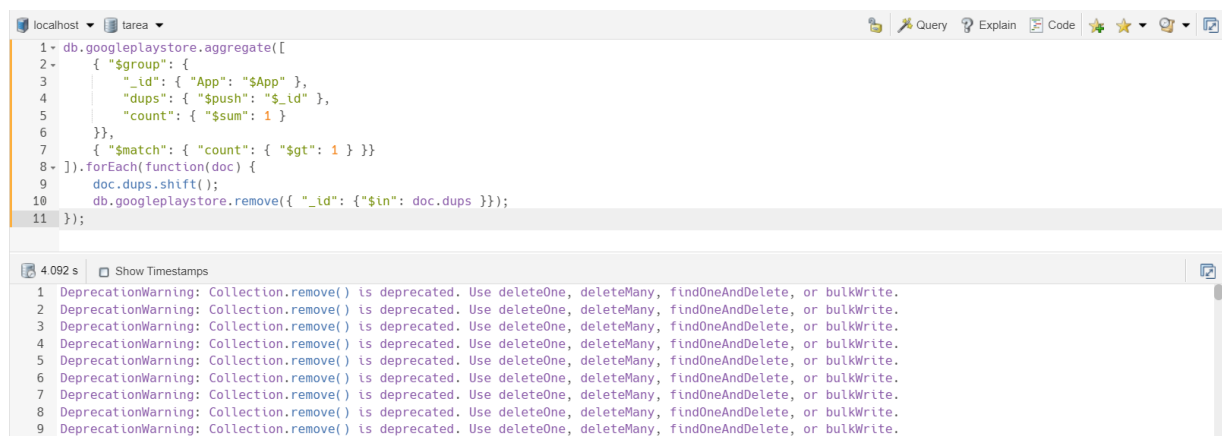 localhost tarea Query Explain Code
1 db.googleplaystore.aggregate([
2     { "$group": {
3         "_id": { "App": "$App" },
4         "dups": { "$push": "$_id" },
5         "count": { "$sum": 1 }
6     }},
7     { "$match": { "count": { "$gt": 1 } }}
8 ]).forEach(function(doc) {
9     doc.dups.shift();
10     db.googleplaystore.remove({ "_id": {"$in": doc.dups }});
11 });
4.092 s Show Timestamps
1 DeprecationWarning: Collection.remove() is deprecated. Use deleteOne, deleteMany, findOneAndDelete, or bulkWrite.
2 DeprecationWarning: Collection.remove() is deprecated. Use deleteOne, deleteMany, findOneAndDelete, or bulkWrite.
3 DeprecationWarning: Collection.remove() is deprecated. Use deleteOne, deleteMany, findOneAndDelete, or bulkWrite.
4 DeprecationWarning: Collection.remove() is deprecated. Use deleteOne, deleteMany, findOneAndDelete, or bulkWrite.
5 DeprecationWarning: Collection.remove() is deprecated. Use deleteOne, deleteMany, findOneAndDelete, or bulkWrite.
6 DeprecationWarning: Collection.remove() is deprecated. Use deleteOne, deleteMany, findOneAndDelete, or bulkWrite.
7 DeprecationWarning: Collection.remove() is deprecated. Use deleteOne, deleteMany, findOneAndDelete, or bulkWrite.
8 DeprecationWarning: Collection.remove() is deprecated. Use deleteOne, deleteMany, findOneAndDelete, or bulkWrite.
9 DeprecationWarning: Collection.remove() is deprecated. Use deleteOne, deleteMany, findOneAndDelete, or bulkWrite.